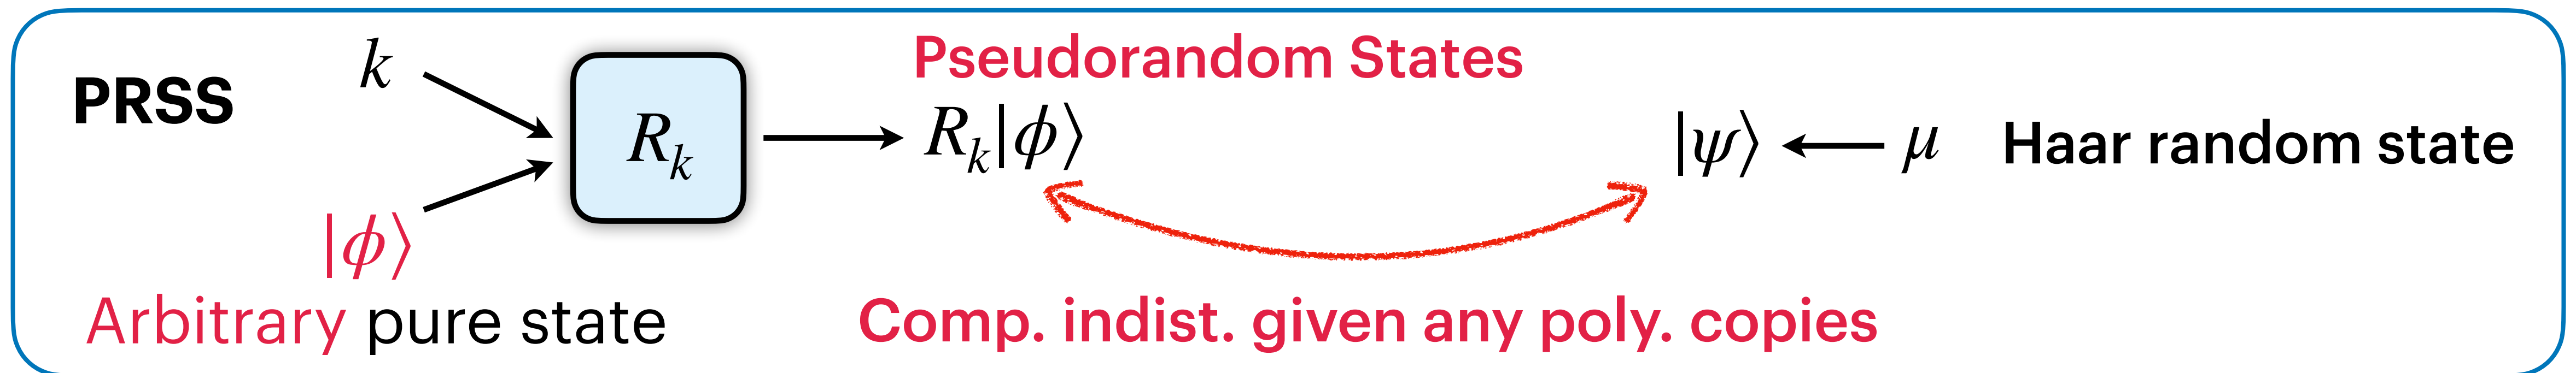 PRSS
k
|ϕ⟩
Arbitrary pure state
R_k
Pseudorandom States
R_k|ϕ⟩
|ψ⟩
μ
Haar random state
Comp. indist. given any poly. copies